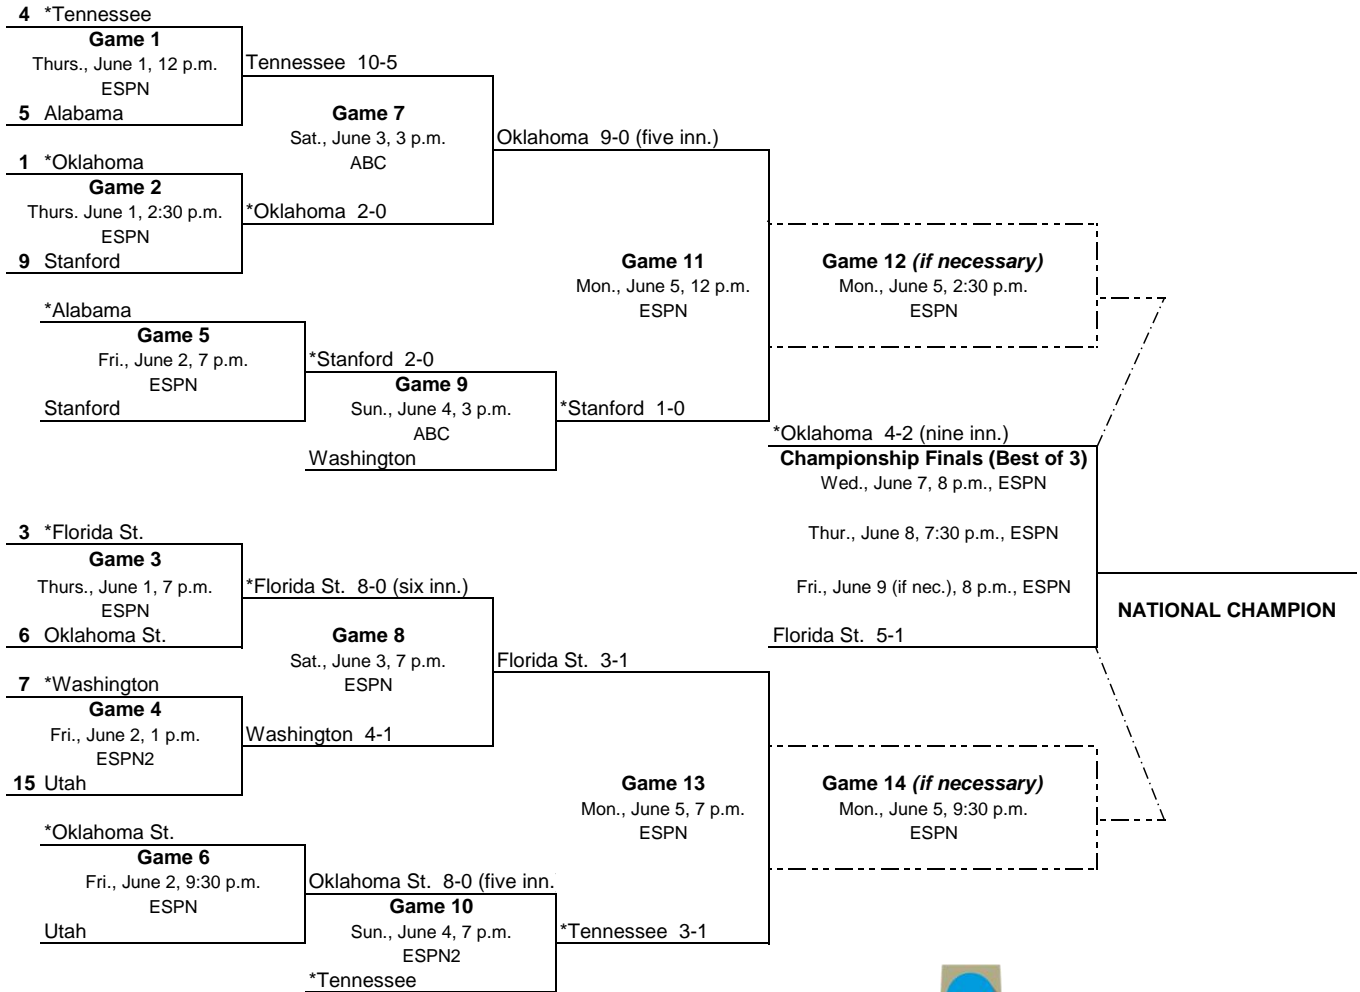 4 *Tennessee
Game 1
Thurs., June 1, 12 p.m.
ESPN
5 Alabama
Tennessee 10-5
Game 7
Sat., June 3, 3 p.m.
ABC
1 *Oklahoma
Game 2
Thurs. June 1, 2:30 p.m.
ESPN
9 Stanford
*Oklahoma 2-0
Oklahoma 9-0 (five inn.)
*Alabama
Game 5
Fri., June 2, 7 p.m.
ESPN
Stanford
*Stanford 2-0
Game 9
Sun., June 4, 3 p.m.
ABC
Washington
*Stanford 1-0
Game 11
Mon., June 5, 12 p.m.
ESPN
Game 12 (if necessary)
Mon., June 5, 2:30 p.m.
ESPN
*Oklahoma 4-2 (nine inn.)
Championship Finals (Best of 3)
Wed., June 7, 8 p.m., ESPN
Thur., June 8, 7:30 p.m., ESPN
Fri., June 9 (if nec.), 8 p.m., ESPN
Florida St. 5-1
NATIONAL CHAMPION
3 *Florida St.
Game 3
Thurs., June 1, 7 p.m.
ESPN
6 Oklahoma St.
*Florida St. 8-0 (six inn.)
Game 8
Sat., June 3, 7 p.m.
ESPN
7 *Washington
Game 4
Fri., June 2, 1 p.m.
ESPN2
15 Utah
Washington 4-1
Florida St. 3-1
*Oklahoma St.
Game 6
Fri., June 2, 9:30 p.m.
ESPN
Utah
Oklahoma St. 8-0 (five inn.
Game 10
Sun., June 4, 7 p.m.
ESPN2
*Tennessee
*Tennessee 3-1
Game 13
Mon., June 5, 7 p.m.
ESPN
Game 14 (if necessary)
Mon., June 5, 9:30 p.m.
ESPN